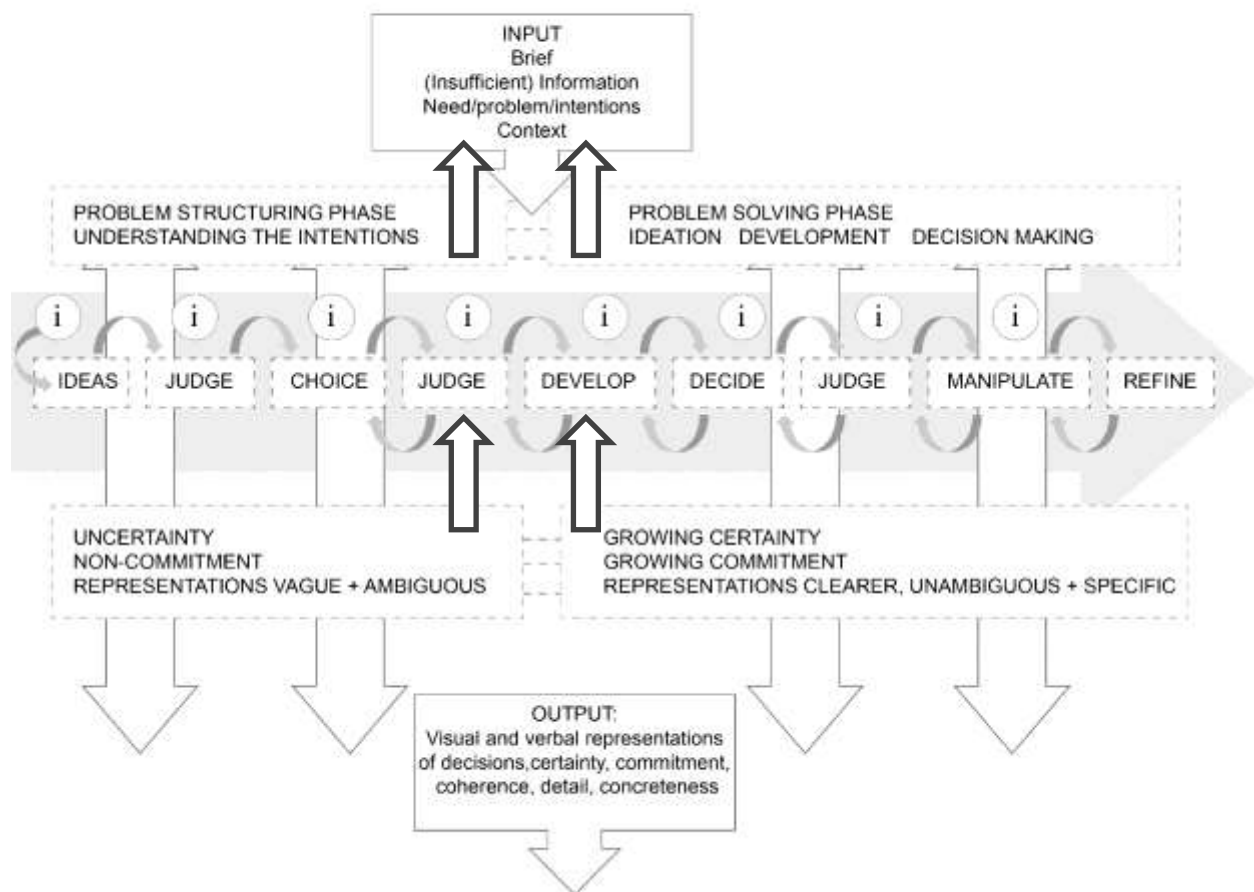 INPUT
Brief
(Insufficient) Information
Need/problem/intentions
Context
PROBLEM STRUCTURING PHASE
UNDERSTANDING THE INTENTIONS
PROBLEM SOLVING PHASE
IDEATION DEVELOPMENT DECISION MAKING
i i i i i i i i
IDEAS JUDGE CHOICE JUDGE DEVELOP DECIDE JUDGE MANIPULATE REFINE
UNCERTAINTY
NON-COMMITMENT
REPRESENTATIONS VAGUE + AMBIGUOUS
GROWING CERTAINTY
GROWING COMMITMENT
REPRESENTATIONS CLEARER, UNAMBIGUOUS + SPECIFIC
OUTPUT:
Visual and verbal representations
of decisions,certainty, commitment,
coherence, detail, concreteness